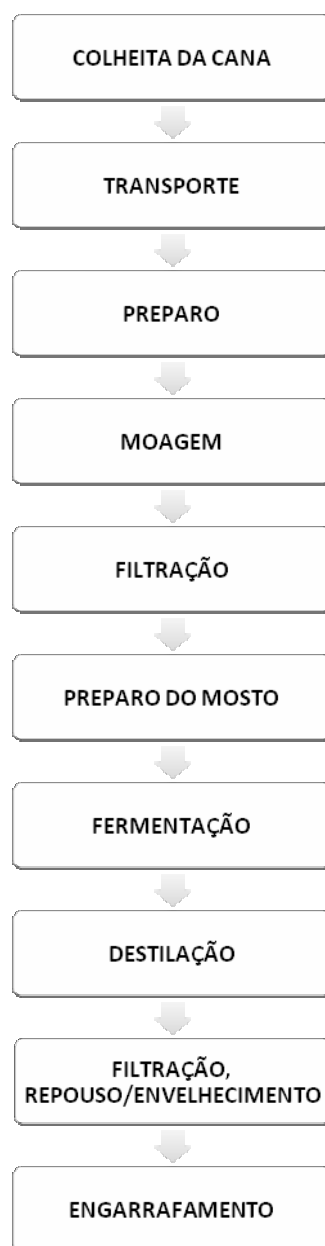 COLHEITA DA CANA
TRANSPORTE
PREPARO
MOAGEM
FILTRAÇÃO
PREPARO DO MOSTO
FERMENTAÇÃO
DESTILAÇÃO
FILTRAÇÃO,
REPOUSO/ENVELHECIMENTO
ENGARRAFAMENTO